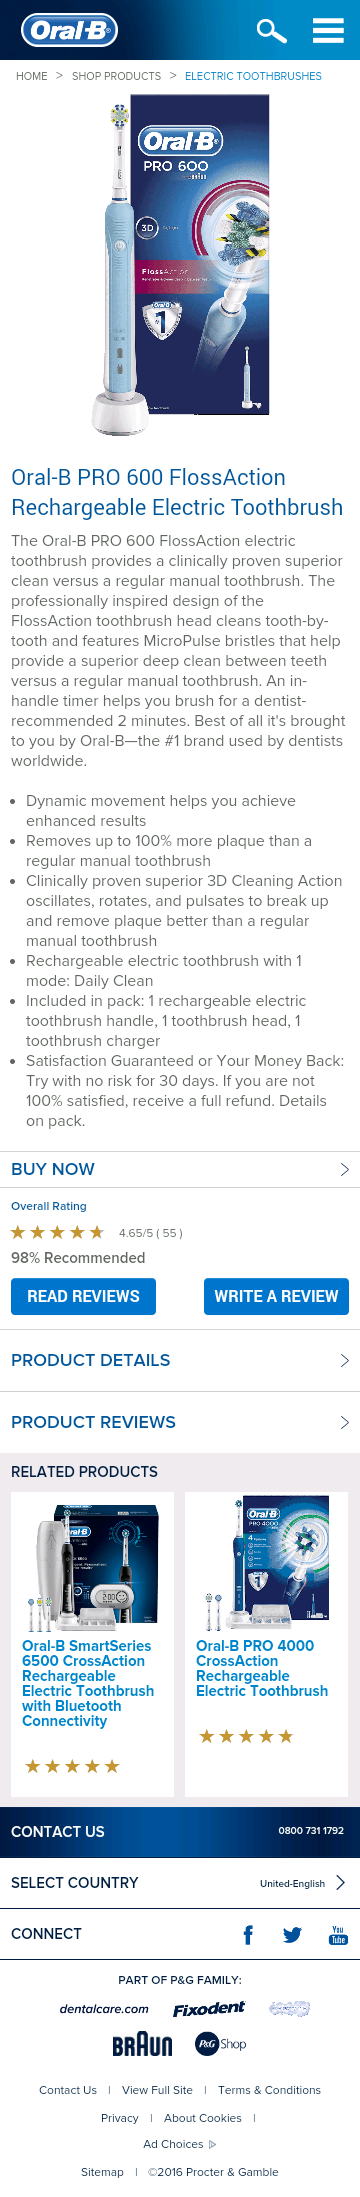 Oral-B
HOME > SHOP PRODUCTS > ELECTRIC TOOTHBRUSHES
Oral-B
PRO 600
3D Action
FlossAction
1
Oral-B PRO 600 FlossAction
Rechargeable Electric Toothbrush
The Oral-B PRO 600 FlossAction electric
toothbrush provides a clinically proven superior
clean versus a regular manual toothbrush. The
professionally inspired design of the
FlossAction toothbrush head cleans tooth-by-
tooth and features MicroPulse bristles that help
provide a superior deep clean between teeth
versus a regular manual toothbrush. An in-
handle timer helps you brush for a dentist-
recommended 2 minutes. Best of all it's brought
to you by Oral-B—the #1 brand used by dentists
worldwide.
• Dynamic movement helps you achieve
enhanced results
• Removes up to 100% more plaque than a
regular manual toothbrush
• Clinically proven superior 3D Cleaning Action
oscillates, rotates, and pulsates to break up
and remove plaque better than a regular
manual toothbrush
• Rechargeable electric toothbrush with 1
mode: Daily Clean
• Included in pack: 1 rechargeable electric
toothbrush handle, 1 toothbrush head, 1
toothbrush charger
• Satisfaction Guaranteed or Your Money Back:
Try with no risk for 30 days. If you are not
100% satisfied, receive a full refund. Details
on pack.
BUY NOW
Overall Rating
4.65/5 ( 55 )
98% Recommended
READ REVIEWS WRITE A REVIEW
PRODUCT DETAILS
PRODUCT REVIEWS
RELATED PRODUCTS
Oral-B
2:00
Oral-B
PRO 4000
1
Oral-B SmartSeries
6500 CrossAction
Rechargeable
Electric Toothbrush
with Bluetooth
Connectivity
Oral-B PRO 4000
CrossAction
Rechargeable
Electric Toothbrush
CONTACT US 0800 731 1792
SELECT COUNTRY United-English
CONNECT You Tube
PART OF P&G FAMILY:
dentalcare.com Fixodent
BRAUN P&G Shop
Contact Us | View Full Site | Terms & Conditions
Privacy | About Cookies |
Ad Choices
Sitemap | ©2016 Procter & Gamble